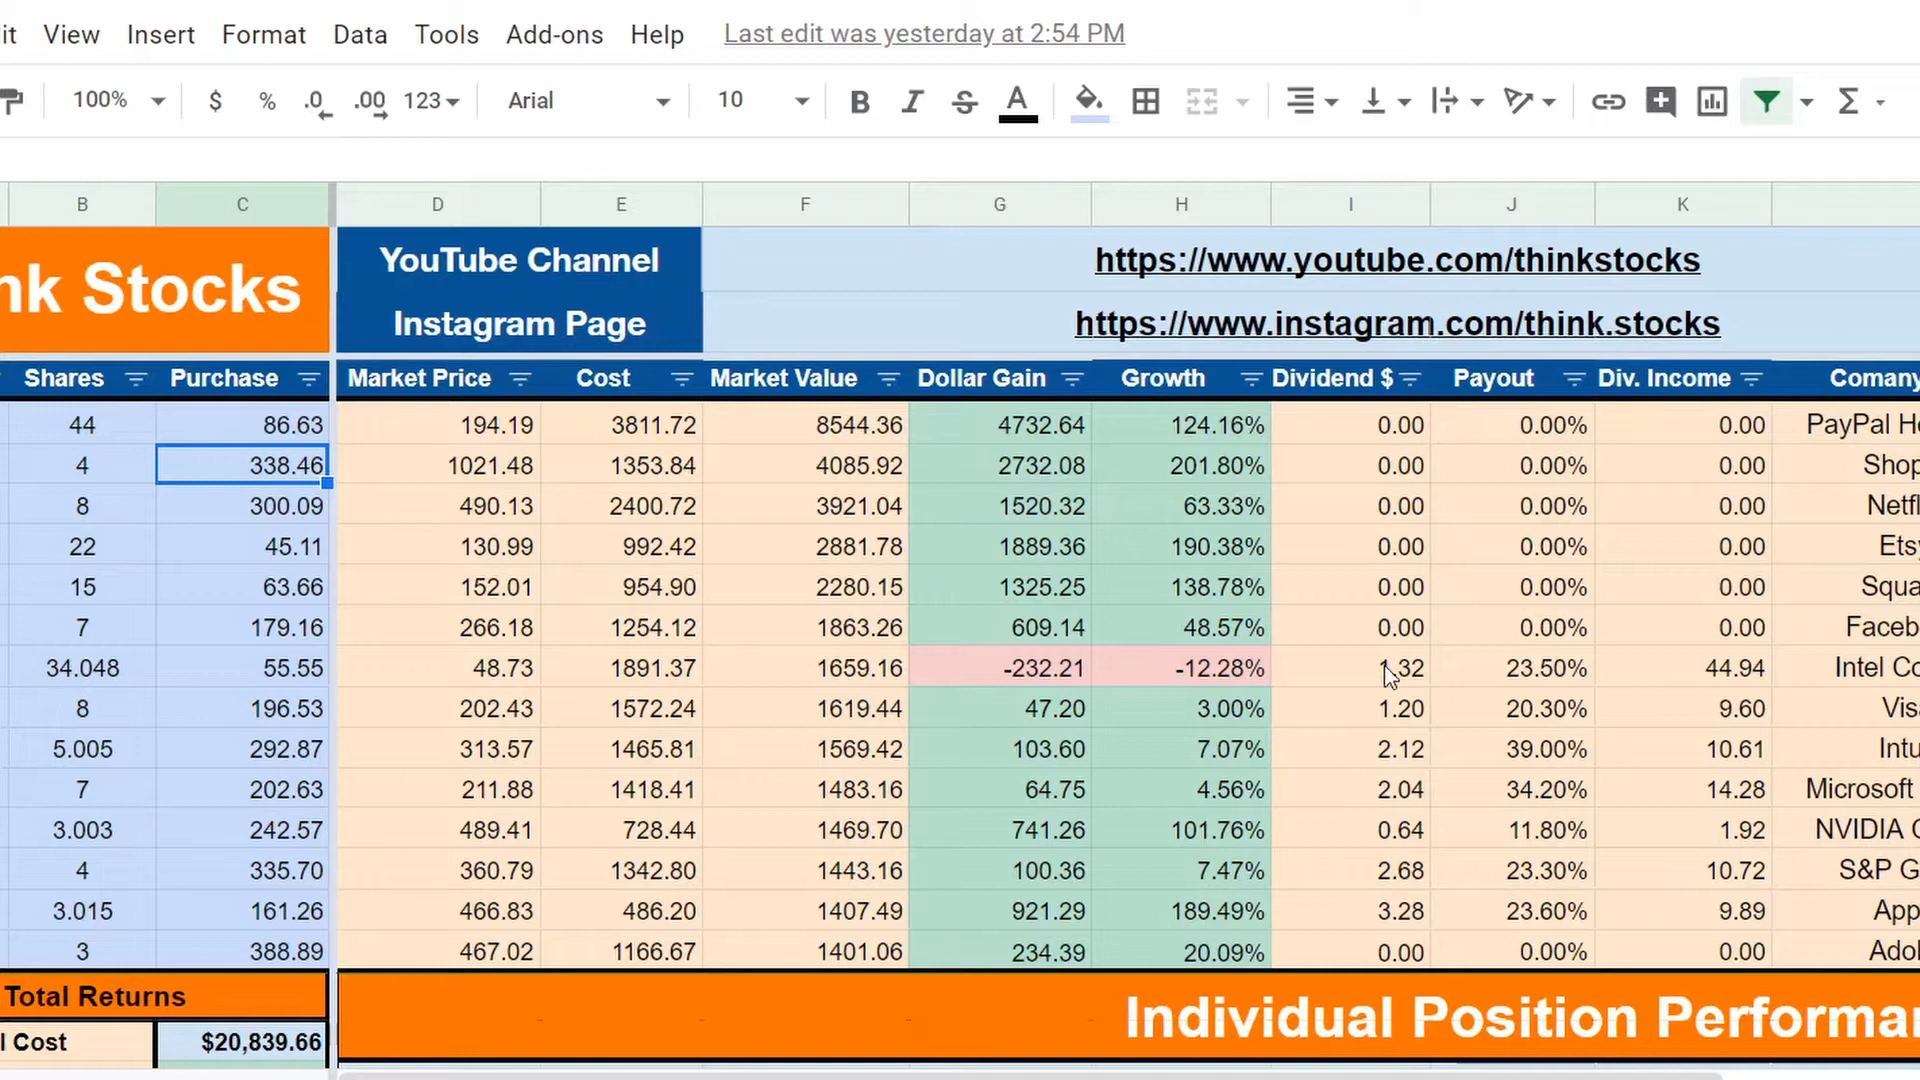 it View Insert Format Data Tools Add-ons Help Last edit was yesterday at 2:54 PM
100% $ % .0 .00 123 Arial 10 B I S A Σ
B C D E F G H I J K
nk Stocks
YouTube Channel https://www.youtube.com/thinkstocks
Instagram Page https://www.instagram.com/think.stocks
Shares Purchase Market Price Cost Market Value Dollar Gain Growth Dividend $ Payout Div. Income Comany
44 86.63 194.19 3811.72 8544.36 4732.64 124.16% 0.00 0.00% 0.00 PayPal Ho
4 338.46 1021.48 1353.84 4085.92 2732.08 201.80% 0.00 0.00% 0.00 Shop
8 300.09 490.13 2400.72 3921.04 1520.32 63.33% 0.00 0.00% 0.00 Netfl
22 45.11 130.99 992.42 2881.78 1889.36 190.38% 0.00 0.00% 0.00 Etsy
15 63.66 152.01 954.90 2280.15 1325.25 138.78% 0.00 0.00% 0.00 Squa
7 179.16 266.18 1254.12 1863.26 609.14 48.57% 0.00 0.00% 0.00 Faceb
34.048 55.55 48.73 1891.37 1659.16 -232.21 -12.28% 1.32 23.50% 44.94 Intel Co
8 196.53 202.43 1572.24 1619.44 47.20 3.00% 1.20 20.30% 9.60 Visa
5.005 292.87 313.57 1465.81 1569.42 103.60 7.07% 2.12 39.00% 10.61 Intu
7 202.63 211.88 1418.41 1483.16 64.75 4.56% 2.04 34.20% 14.28 Microsoft
3.003 242.57 489.41 728.44 1469.70 741.26 101.76% 0.64 11.80% 1.92 NVIDIA C
4 335.70 360.79 1342.80 1443.16 100.36 7.47% 2.68 23.30% 10.72 S&P G
3.015 161.26 466.83 486.20 1407.49 921.29 189.49% 3.28 23.60% 9.89 App
3 388.89 467.02 1166.67 1401.06 234.39 20.09% 0.00 0.00% 0.00 Adob
Total Returns
Individual Position Performa
l Cost $20,839.66